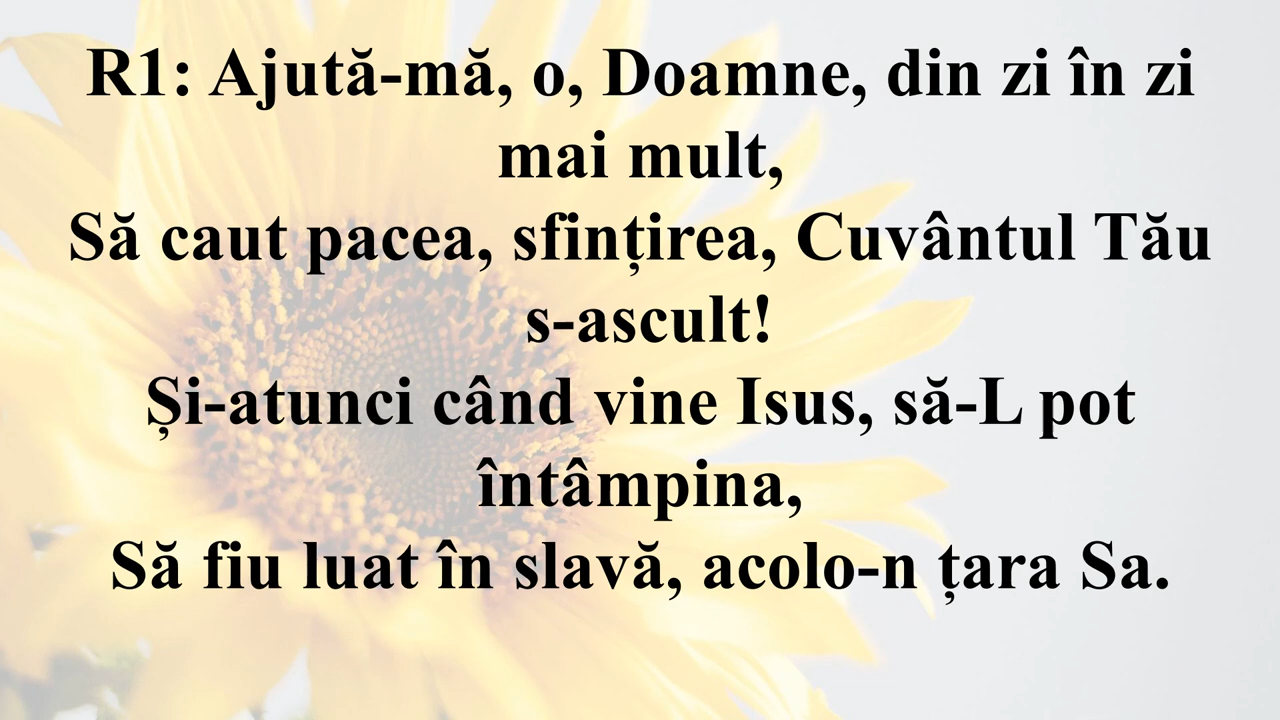 R1: Ajută-mă, o, Doamne, din zi în zi
mai mult,
Să caut pacea, sfințirea, Cuvântul Tău
s-ascult!
Și-atunci când vine Isus, să-L pot
întâmpina,
Să fiu luat în slavă, acolo-n țara Sa.